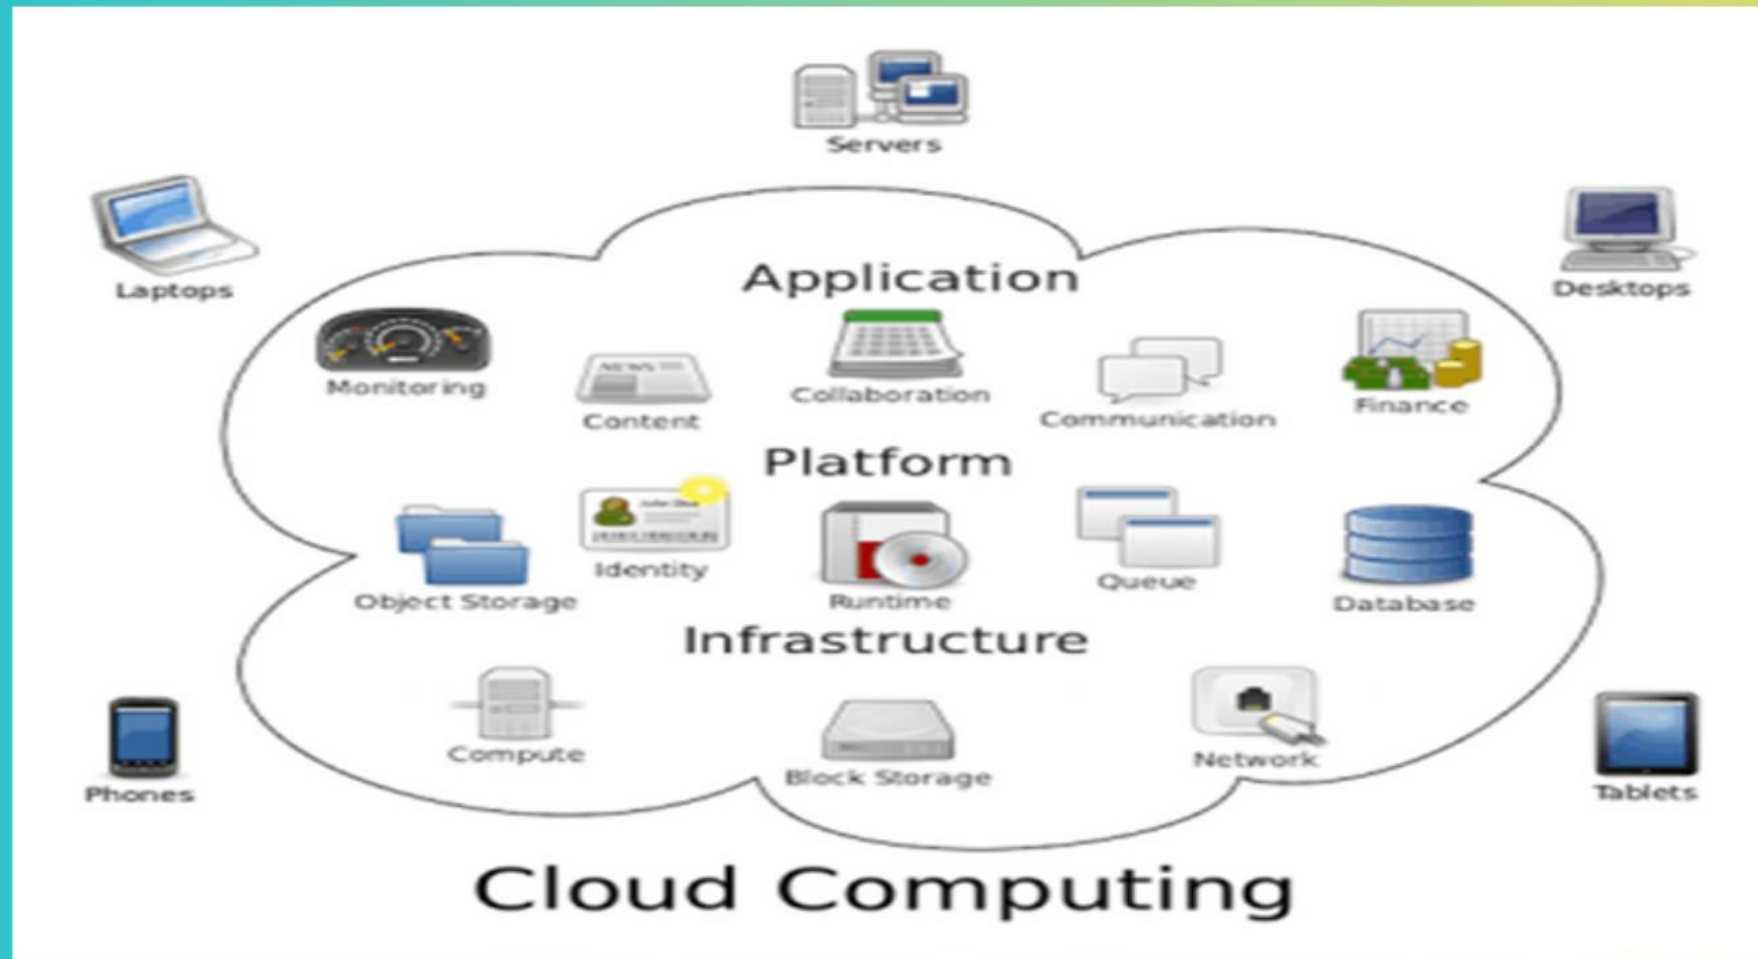 Servers
Laptops
Desktops
Application
Monitoring
NEWS
Content
Collaboration
Communication
Finance
Platform
Object Storage
Identity
Runtime
Queue
Database
Infrastructure
Compute
Block Storage
Network
Phones
Tablets
Cloud Computing